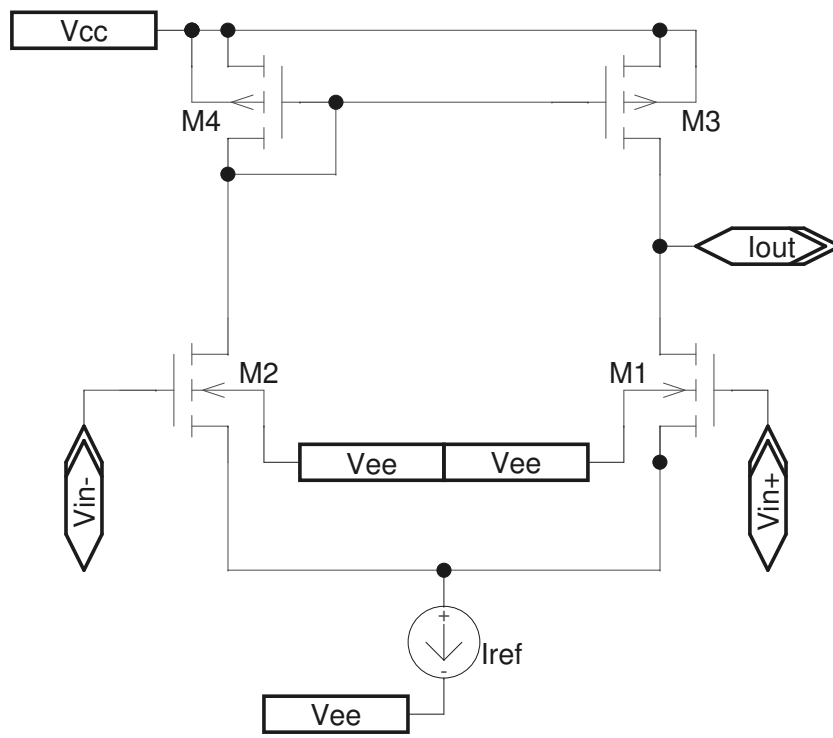 Vcc
M4
M3
Iout
M2
M1
Vee
Vee
Vin-
Vin+
+
Iref
-
Vee